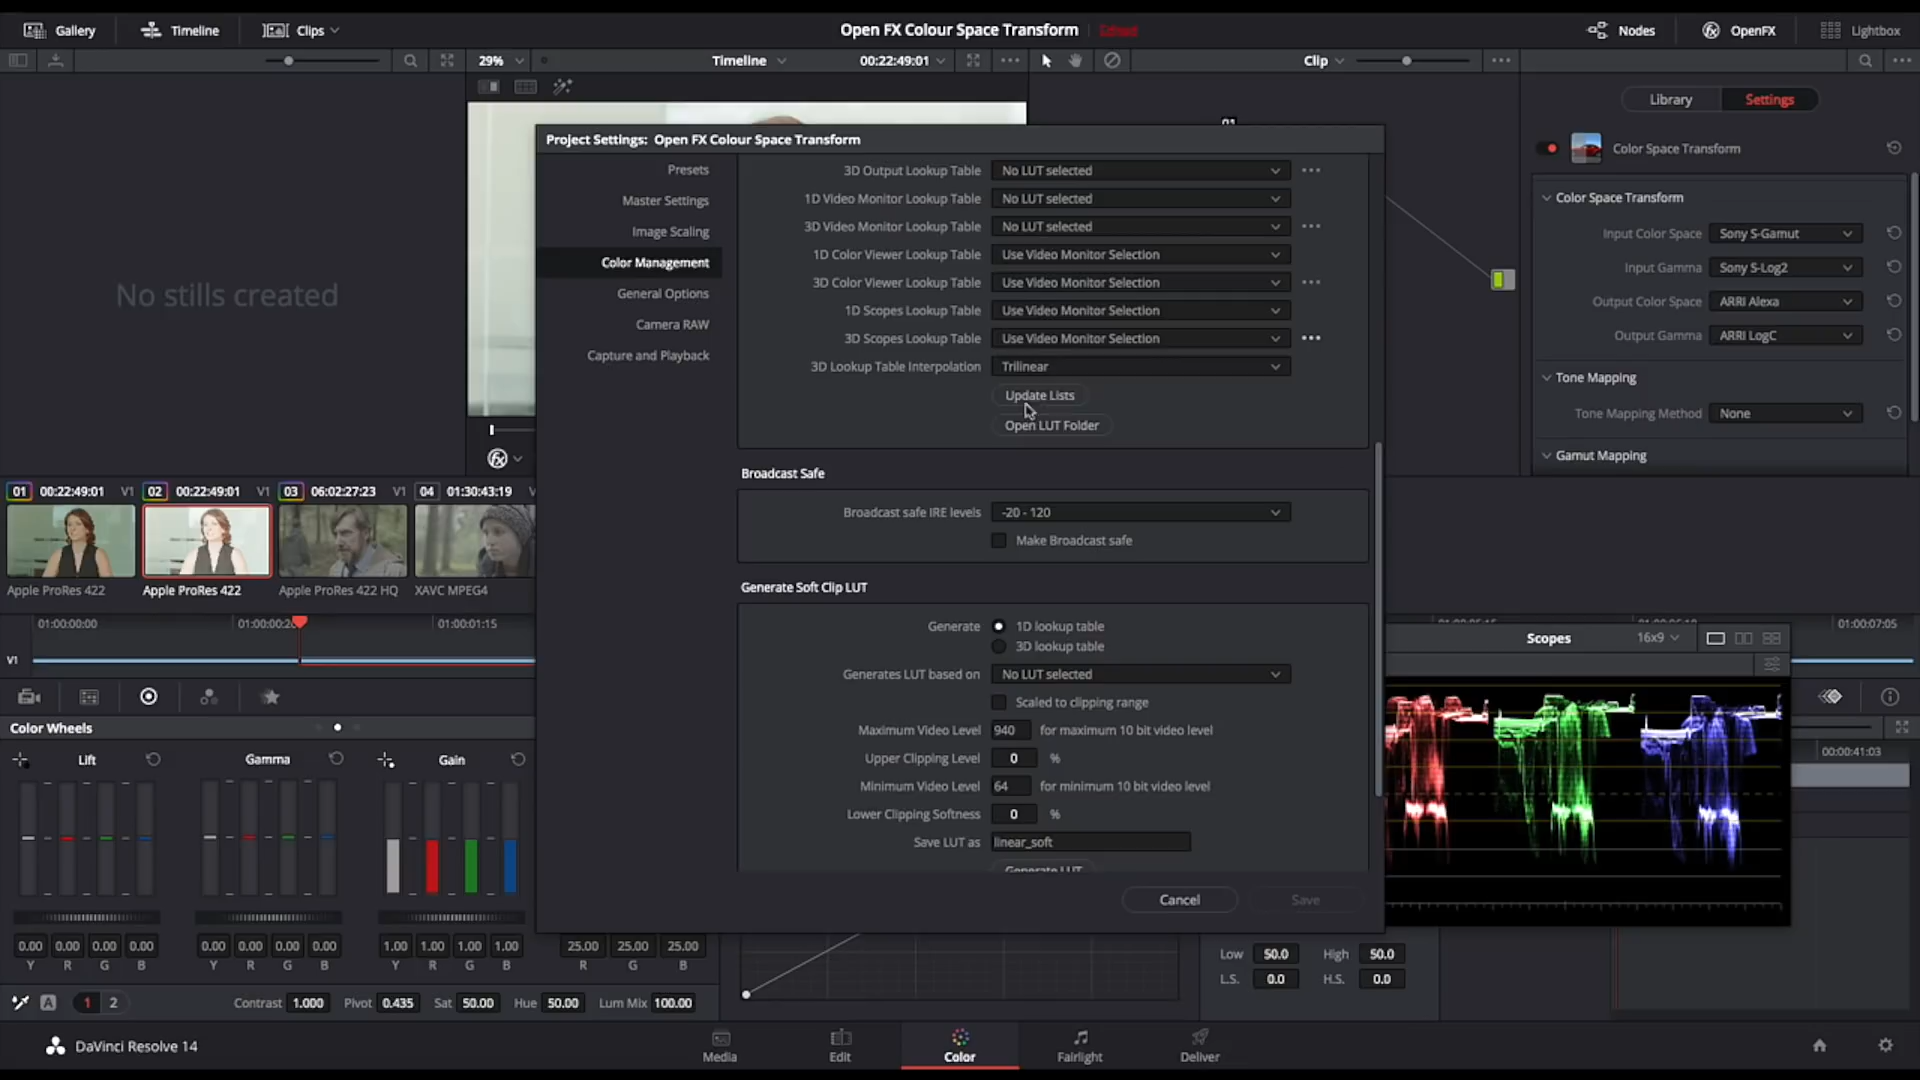 Gallery
Timeline
Clips
Open FX Colour Space Transform
Edited
Nodes
OpenFX
Lightbox
29%
Timeline
00:22:49:01
Clip
Library
Settings
No stills created
01
Project Settings: Open FX Colour Space Transform
Presets
Master Settings
Image Scaling
Color Management
General Options
Camera RAW
Capture and Playback
3D Output Lookup Table No LUT selected
1D Video Monitor Lookup Table No LUT selected
3D Video Monitor Lookup Table No LUT selected
1D Color Viewer Lookup Table Use Video Monitor Selection
3D Color Viewer Lookup Table Use Video Monitor Selection
1D Scopes Lookup Table Use Video Monitor Selection
3D Scopes Lookup Table Use Video Monitor Selection
3D Lookup Table Interpolation Trilinear
Update Lists
Open LUT Folder
Broadcast Safe
Broadcast safe IRE levels -20 - 120
Make Broadcast safe
Generate Soft Clip LUT
Generate 1D lookup table
3D lookup table
Generates LUT based on No LUT selected
Scaled to clipping range
Maximum Video Level 940 for maximum 10 bit video level
Upper Clipping Level 0 %
Minimum Video Level 64 for minimum 10 bit video level
Lower Clipping Softness 0 %
Save LUT as linear_soft
Generate LUT
Cancel
Save
Color Space Transform
Color Space Transform
Input Color Space Sony S-Gamut
Input Gamma Sony S-Log2
Output Color Space ARRI Alexa
Output Gamma ARRI LogC
Tone Mapping
Tone Mapping Method None
Gamut Mapping
01 00:22:49:01 V1 02 00:22:49:01 V1 03 06:02:27:23 V1 04 01:30:43:19
Apple ProRes 422 Apple ProRes 422 Apple ProRes 422 HQ XAVC MPEG4
01:00:00:00 01:00:01:15 01:00:07:05
V1
Scopes
16x9
00:00:41:03
Color Wheels
Lift
Gamma
Gain
0.00 0.00 0.00 0.00 0.00 0.00 0.00 0.00 1.00 1.00 1.00 1.00 25.00 25.00 25.00
Y R G B Y R G B Y R G B R G B
Low 50.0 High 50.0
L.S. 0.0 H.S. 0.0
A 1 2 Contrast 1.000 Pivot 0.435 Sat 50.00 Hue 50.00 Lum Mix 100.00
DaVinci Resolve 14
Media
Edit
Color
Fairlight
Deliver